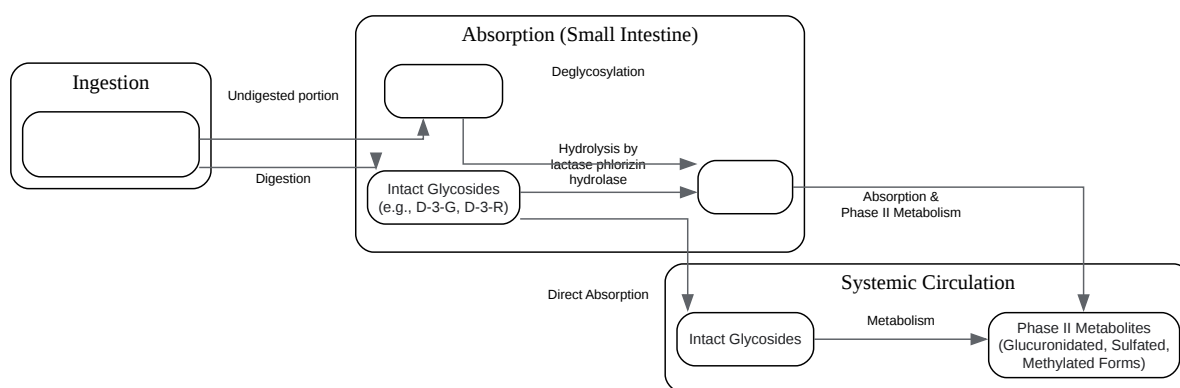 Absorption (Small Intestine)
Ingestion
Deglycosylation
Undigested portion
Hydrolysis by
lactase phlorizin
hydrolase
Digestion
Intact Glycosides
(e.g., D-3-G, D-3-R)
Absorption &
Phase II Metabolism
Systemic Circulation
Direct Absorption
Metabolism
Intact Glycosides
Phase II Metabolites
(Glucuronidated, Sulfated,
Methylated Forms)